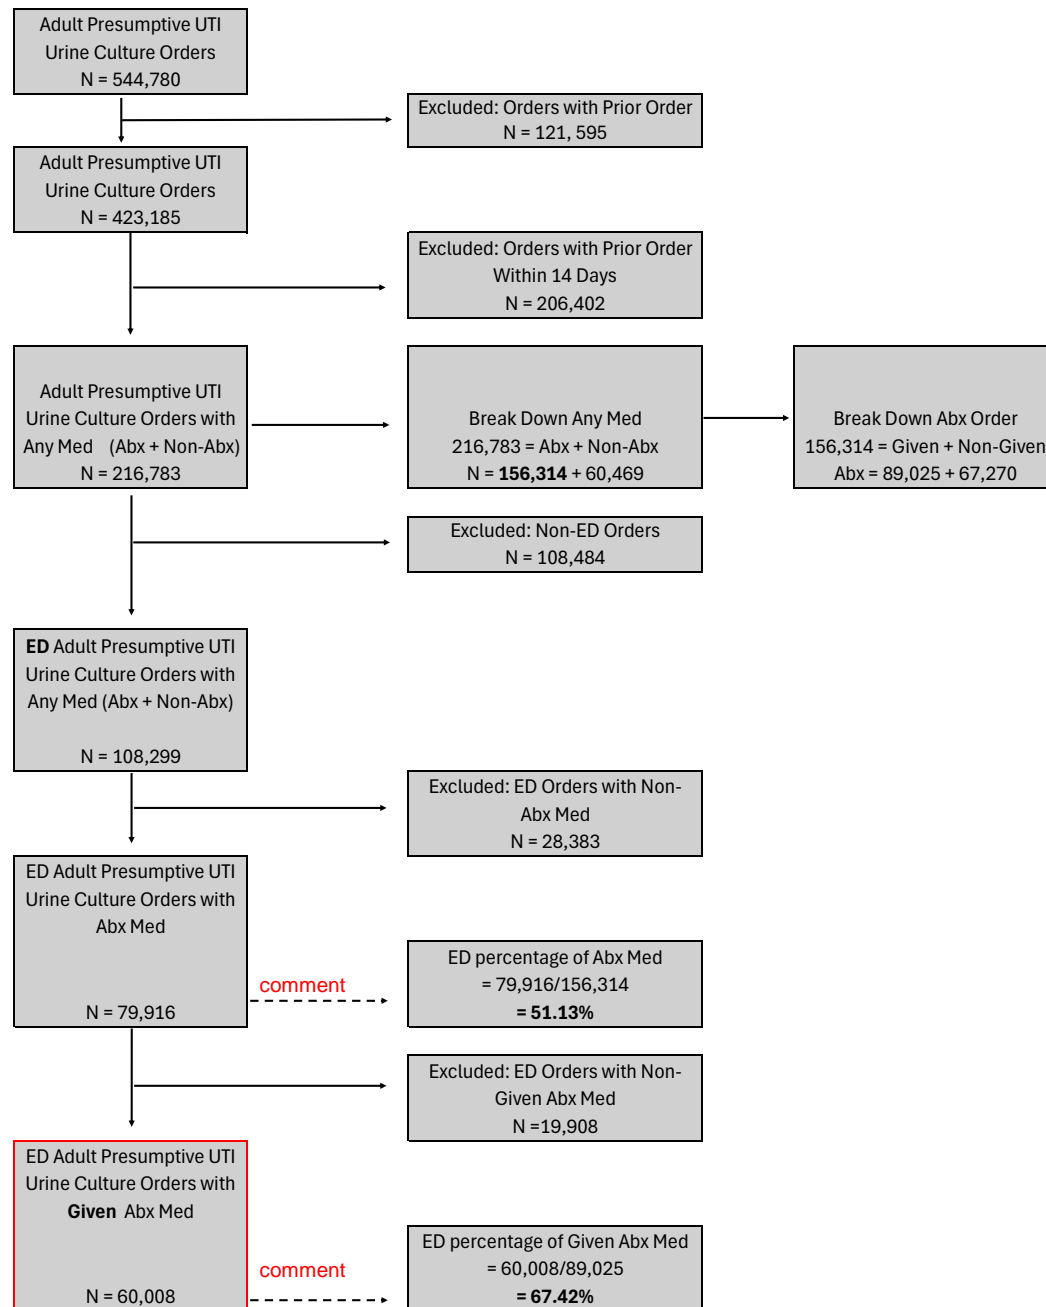 Adult Presumptive UTI
Urine Culture Orders
N = 544,780
Excluded: Orders with Prior Order
N = 121, 595
Adult Presumptive UTI
Urine Culture Orders
N = 423,185
Excluded: Orders with Prior Order
Within 14 Days
N = 206,402
Adult Presumptive UTI
Urine Culture Orders with
Any Med (Abx + Non-Abx)
N = 216,783
Break Down Any Med
216,783 = Abx + Non-Abx
N = 156,314 + 60,469
Break Down Abx Order
156,314 = Given + Non-Given
Abx = 89,025 + 67,270
Excluded: Non-ED Orders
N = 108,484
ED Adult Presumptive UTI
Urine Culture Orders with
Any Med (Abx + Non-Abx)
N = 108,299
Excluded: ED Orders with Non-
Abx Med
N = 28,383
ED Adult Presumptive UTI
Urine Culture Orders with
Abx Med
N = 79,916
comment
ED percentage of Abx Med
= 79,916/156,314
= 51.13%
Excluded: ED Orders with Non-
Given Abx Med
N =19,908
ED Adult Presumptive UTI
Urine Culture Orders with
Given Abx Med
N = 60,008
comment
ED percentage of Given Abx Med
= 60,008/89,025
= 67.42%